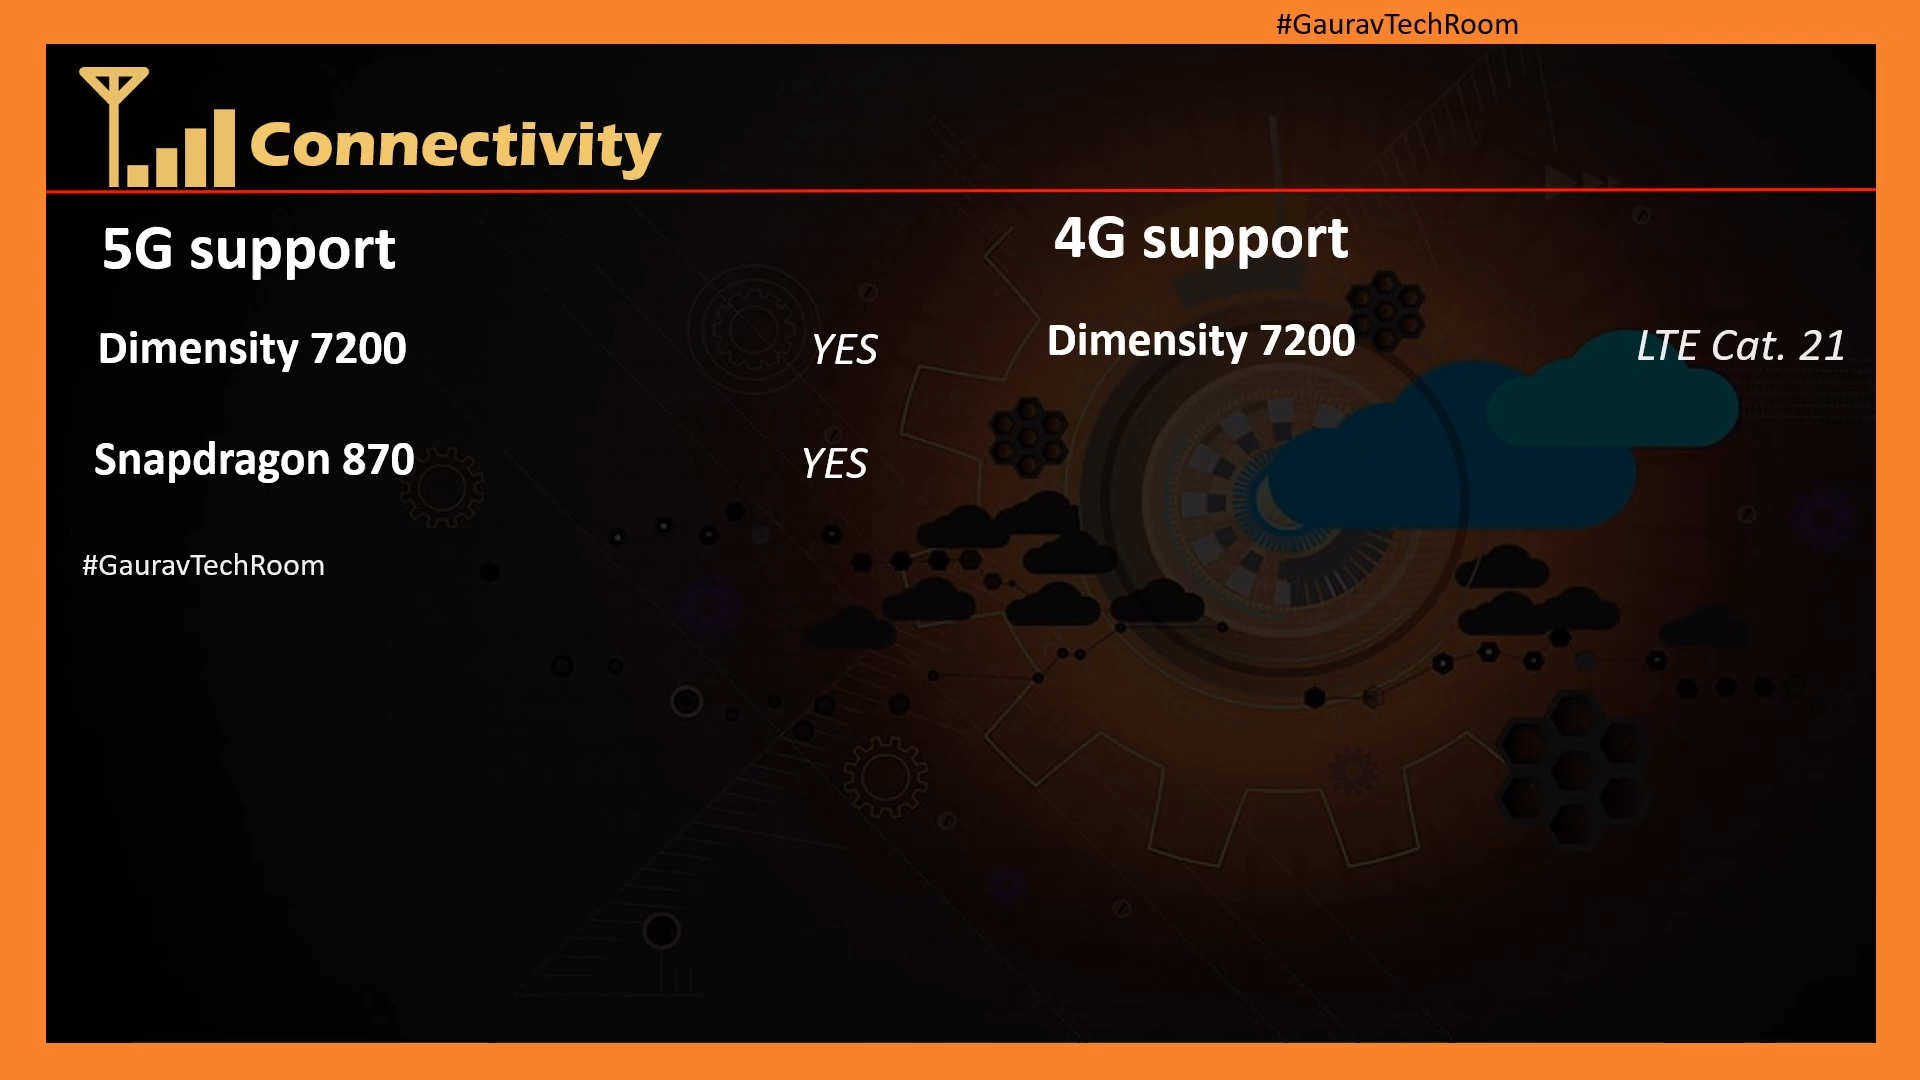 #GauravTechRoom
Connectivity
5G support
Dimensity 7200 YES
Snapdragon 870 YES
#GauravTechRoom
4G support
Dimensity 7200 LTE Cat. 21